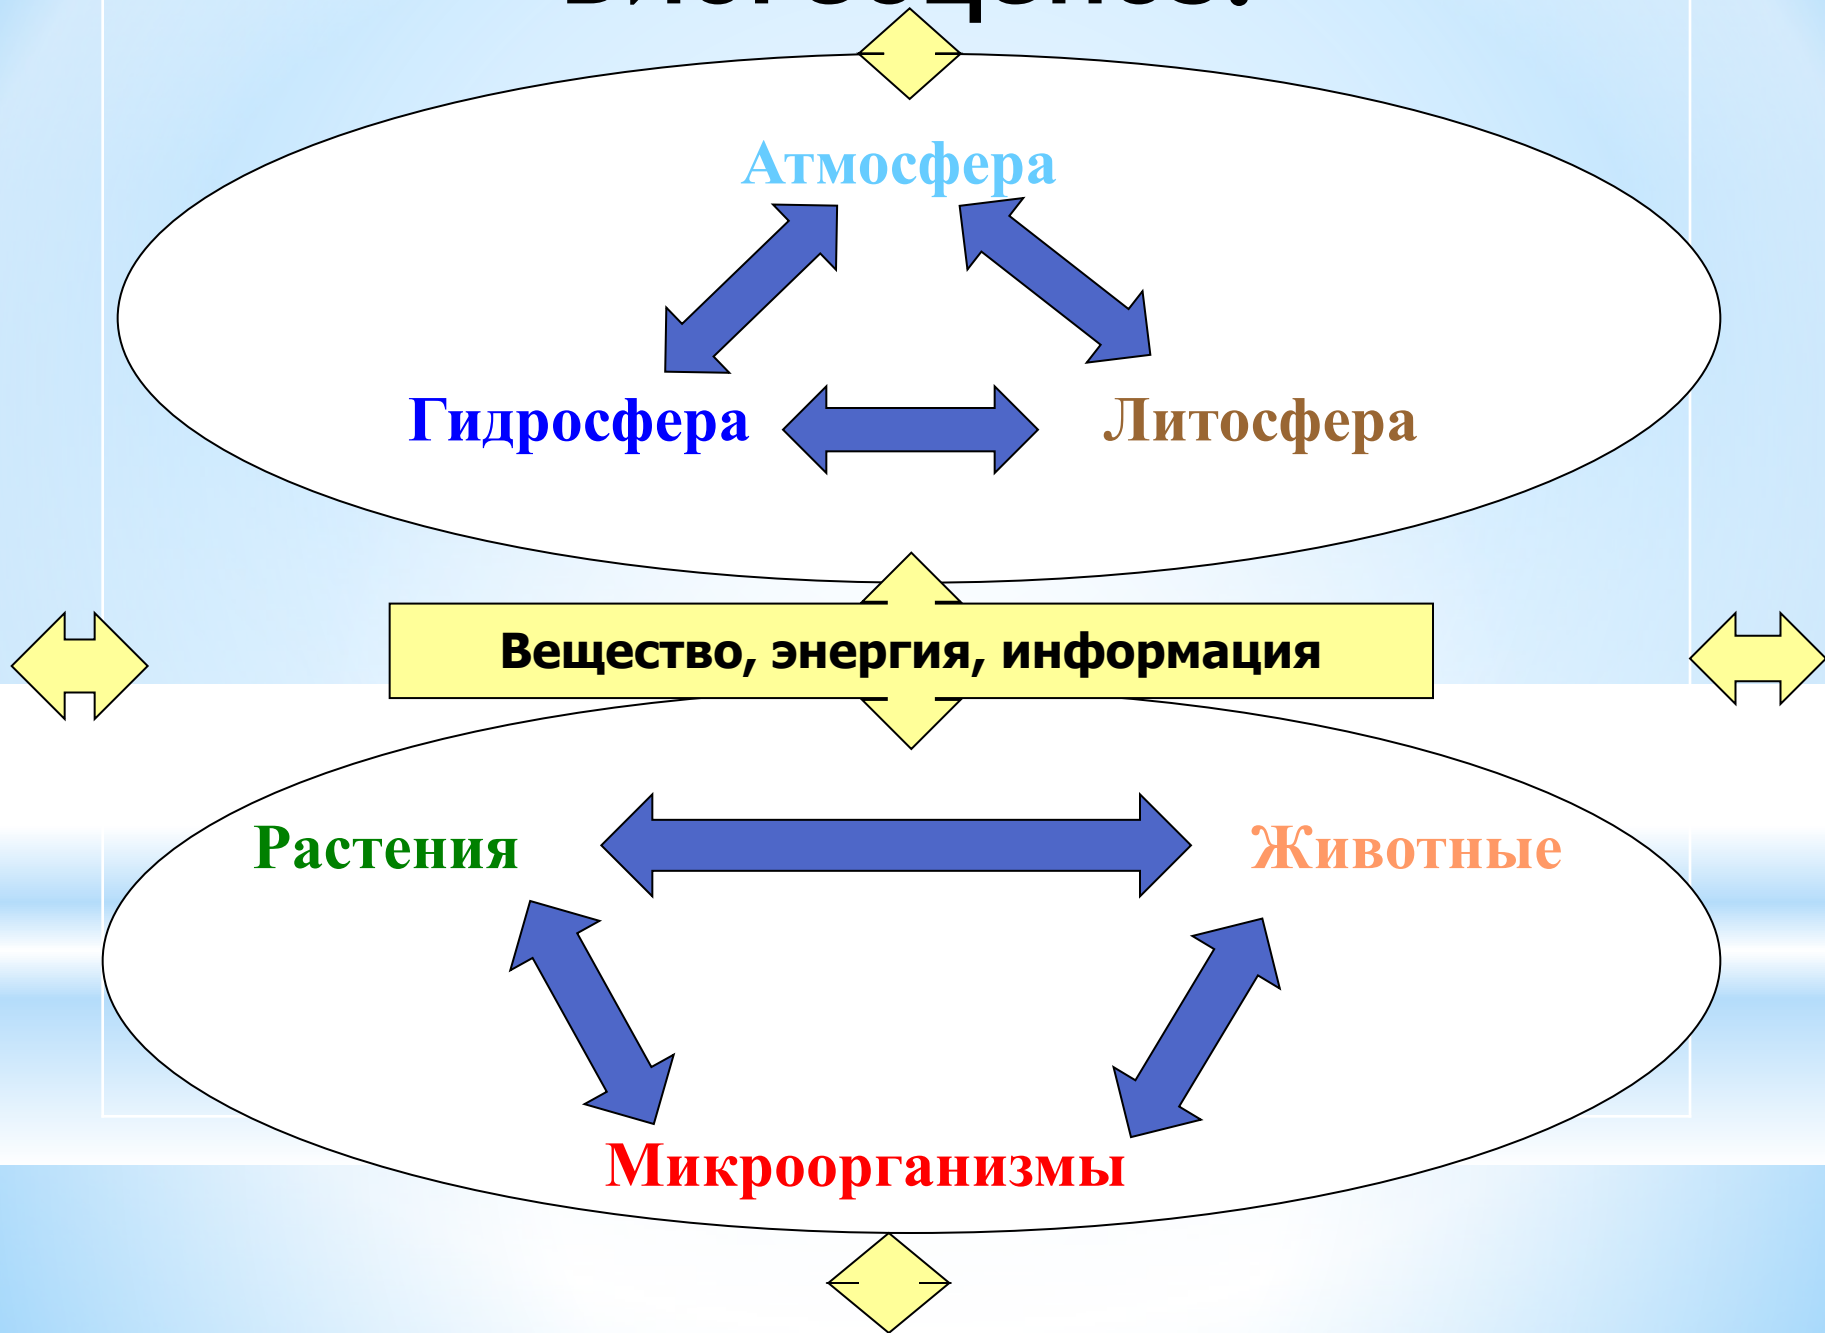 Атмосфера
Гидросфера Литосфера
Вещество, энергия, информация
Растения Животные
Микроорганизмы